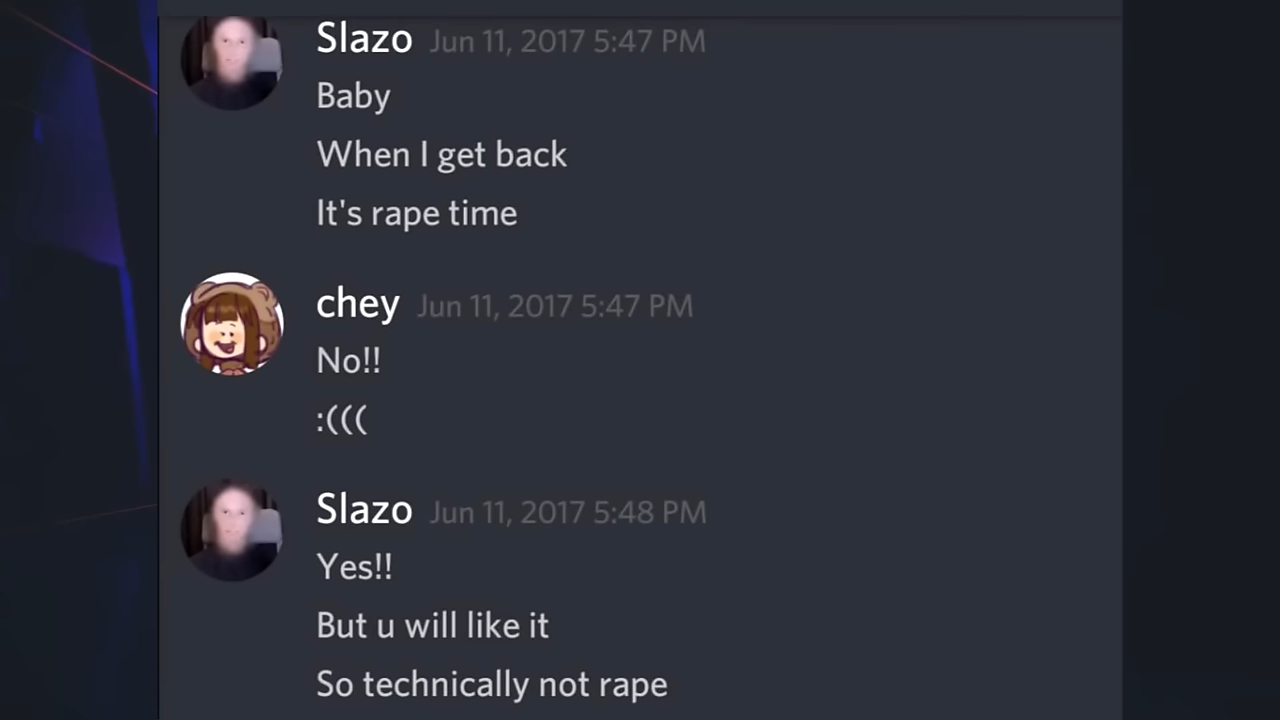 Slazo Jun 11, 2017 5:47 PM
Baby
When I get back
It's rape time
chey Jun 11, 2017 5:47 PM
No!!
:(((
Slazo Jun 11, 2017 5:48 PM
Yes!!
But u will like it
So technically not rape